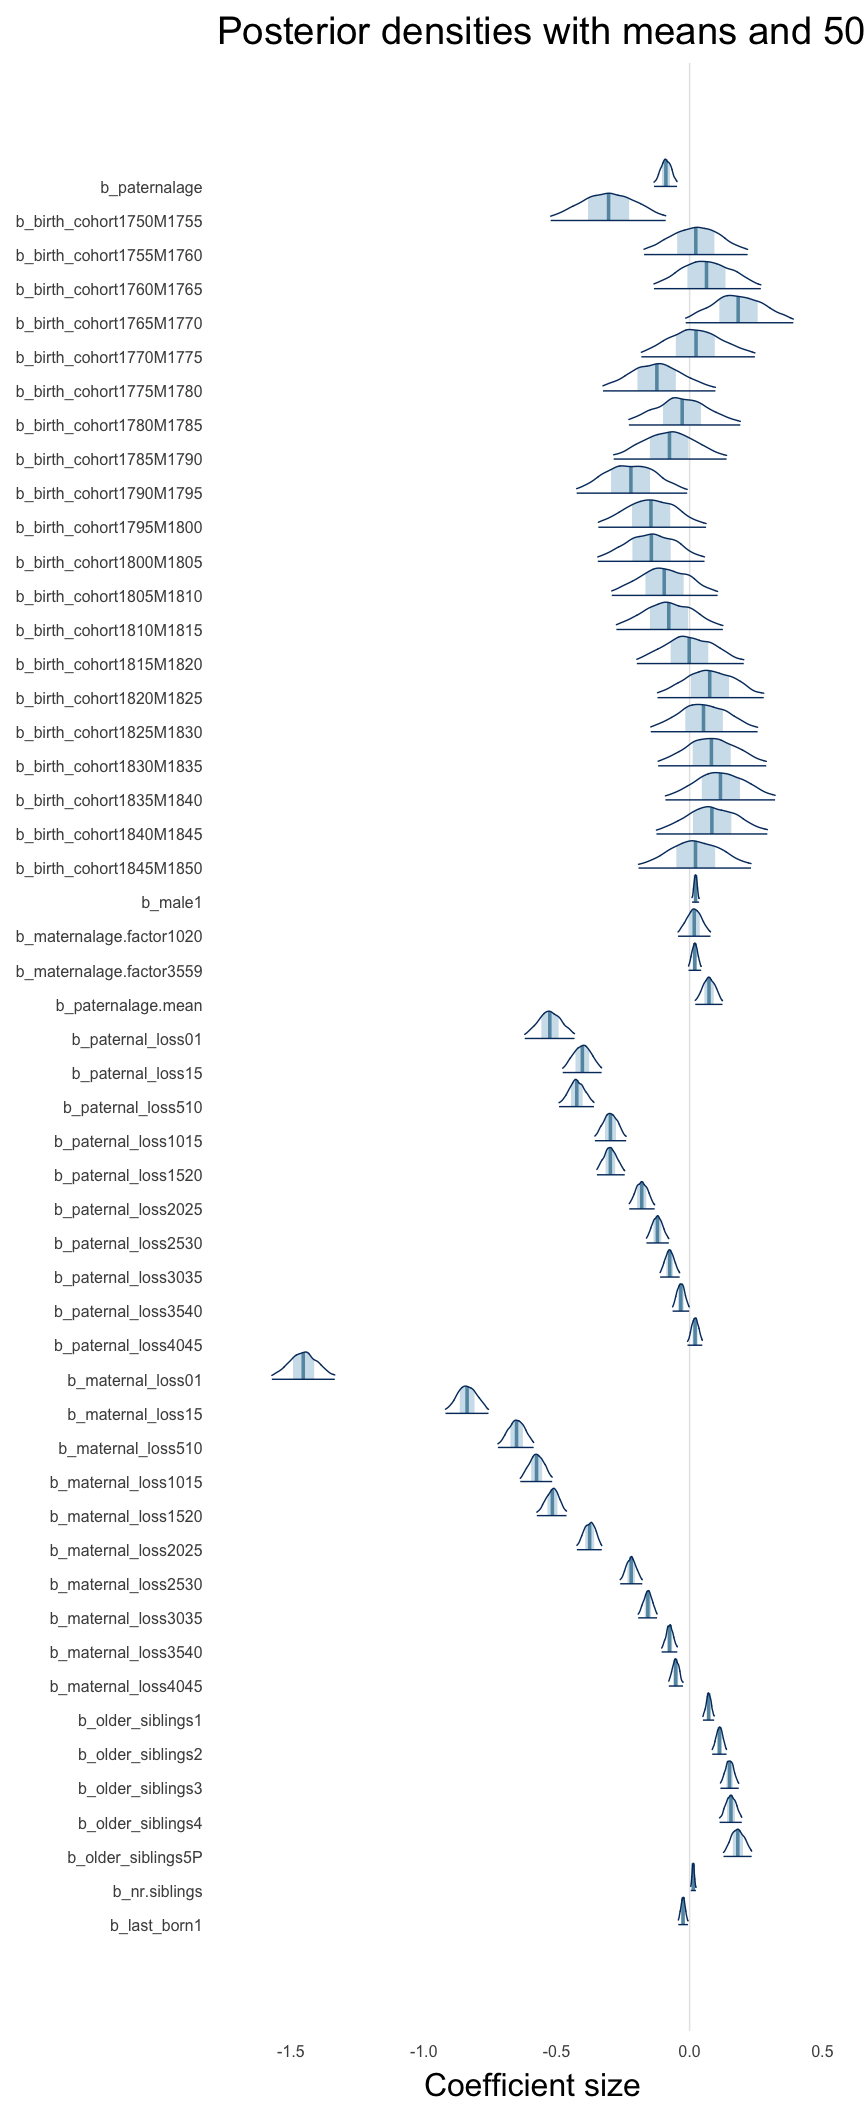 Posterior densities with means and 50
b_paternalage
b_birth_cohort1750M1755
b_birth_cohort1755M1760
b_birth_cohort1760M1765
b_birth_cohort1765M1770
b_birth_cohort1770M1775
b_birth_cohort1775M1780
b_birth_cohort1780M1785
b_birth_cohort1785M1790
b_birth_cohort1790M1795
b_birth_cohort1795M1800
b_birth_cohort1800M1805
b_birth_cohort1805M1810
b_birth_cohort1810M1815
b_birth_cohort1815M1820
b_birth_cohort1820M1825
b_birth_cohort1825M1830
b_birth_cohort1830M1835
b_birth_cohort1835M1840
b_birth_cohort1840M1845
b_birth_cohort1845M1850
b_male1
b_maternalage.factor1020
b_maternalage.factor3559
b_paternalage.mean
b_paternal_loss01
b_paternal_loss15
b_paternal_loss510
b_paternal_loss1015
b_paternal_loss1520
b_paternal_loss2025
b_paternal_loss2530
b_paternal_loss3035
b_paternal_loss3540
b_paternal_loss4045
b_maternal_loss01
b_maternal_loss15
b_maternal_loss510
b_maternal_loss1015
b_maternal_loss1520
b_maternal_loss2025
b_maternal_loss2530
b_maternal_loss3035
b_maternal_loss3540
b_maternal_loss4045
b_older_siblings1
b_older_siblings2
b_older_siblings3
b_older_siblings4
b_older_siblings5P
b_nr.siblings
b_last_born1
-1.5 -1.0 -0.5 0.0 0.5
Coefficient size